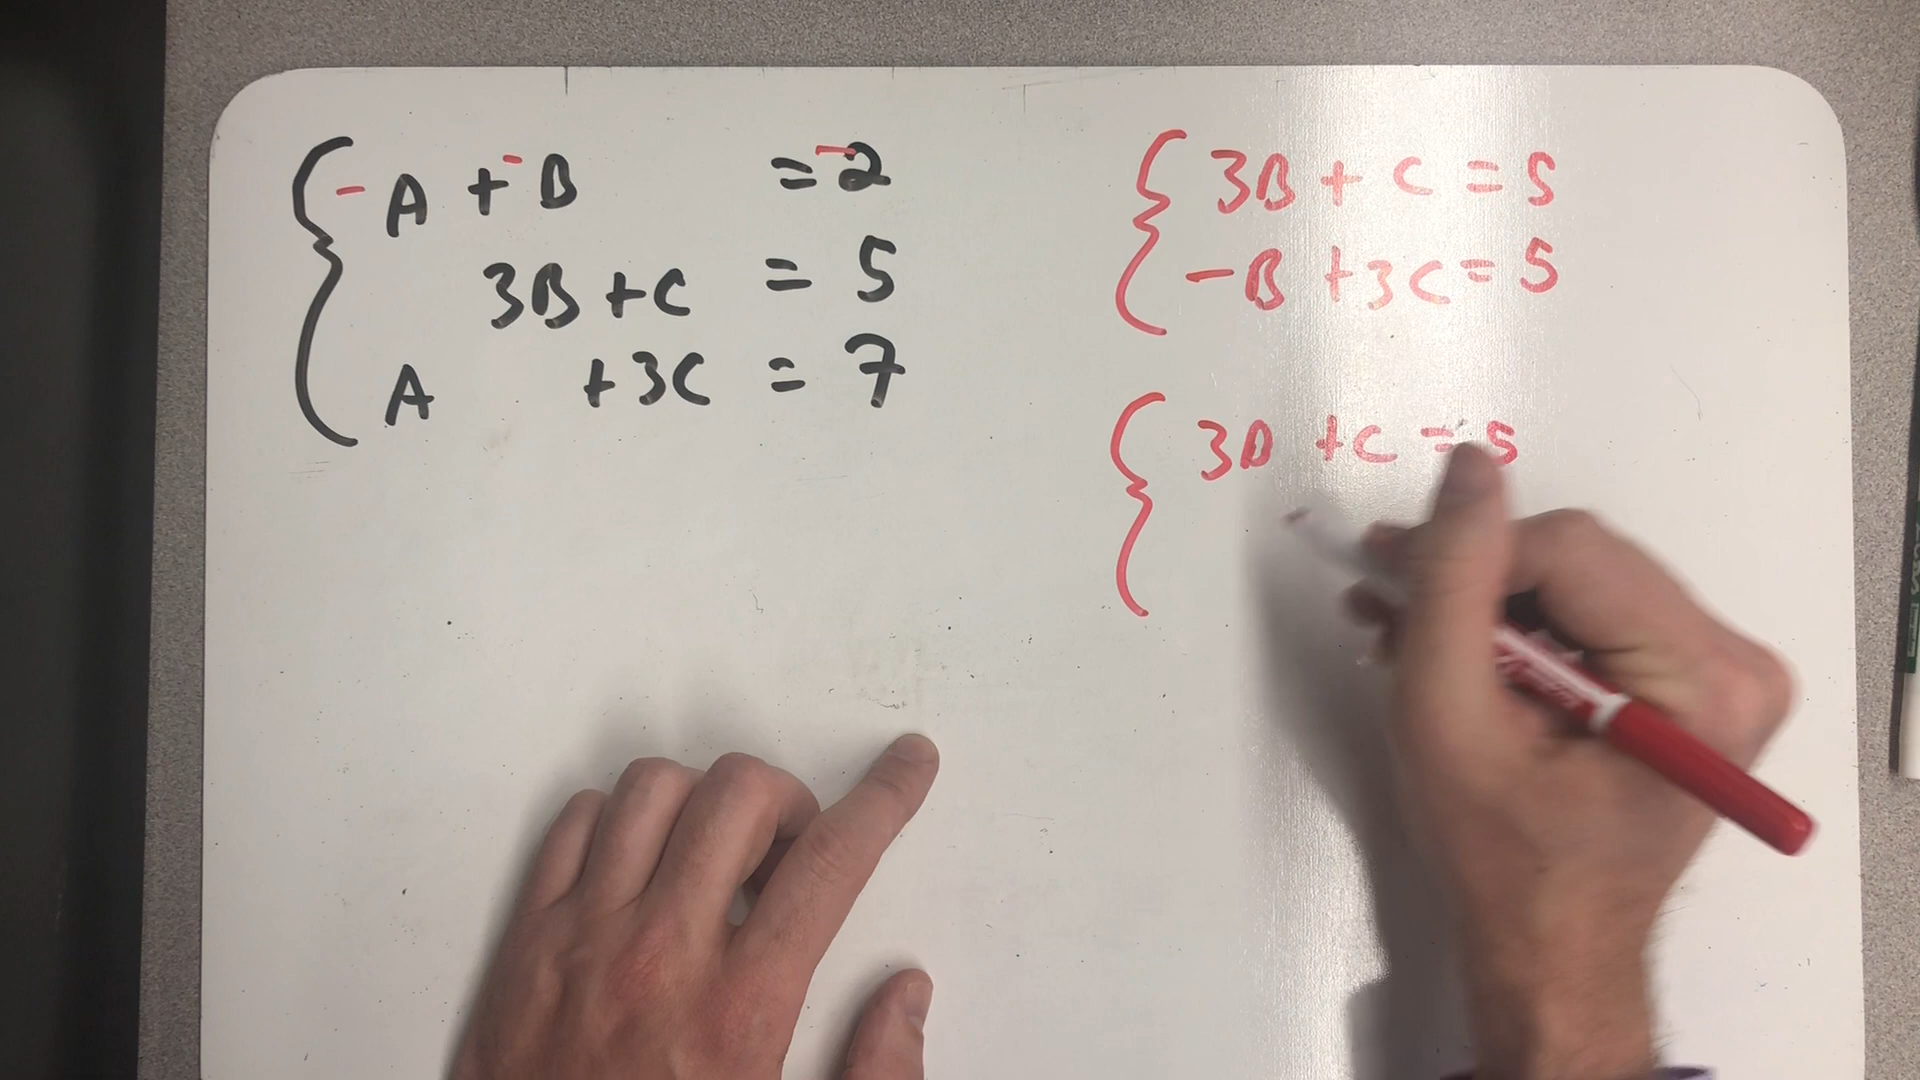 - A + - B = - 2
3B + C = 5
A + 3C = 7
3B + C = 5
- B + 3C = 5
3B + C = 5